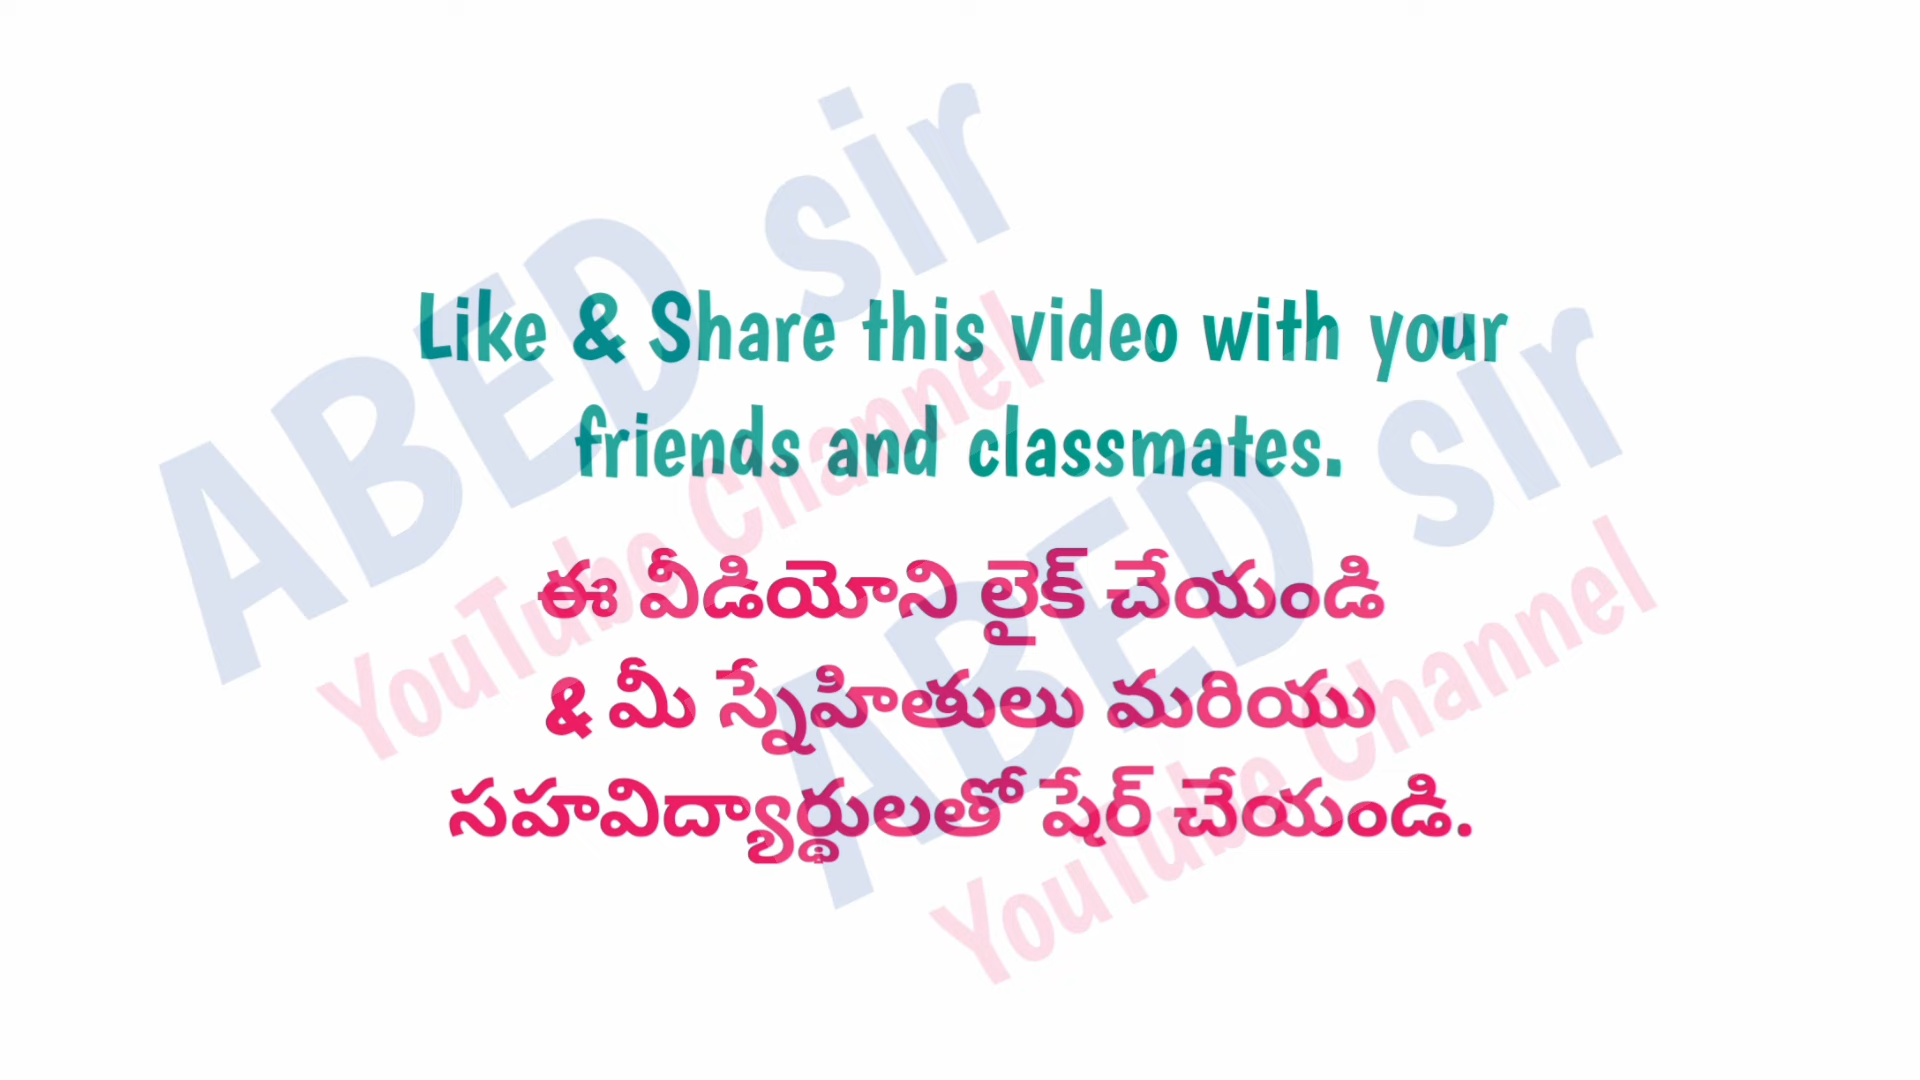 ABED sir
YouTube Channel
Like & Share this video with your
friends and classmates.
ఈ వీడియోని లైక్ చేయండి
& మీ స్నేహితులు మరియు
సహవిద్యార్థులతో షేర్ చేయండి.
ABED sir
YouTube Channel